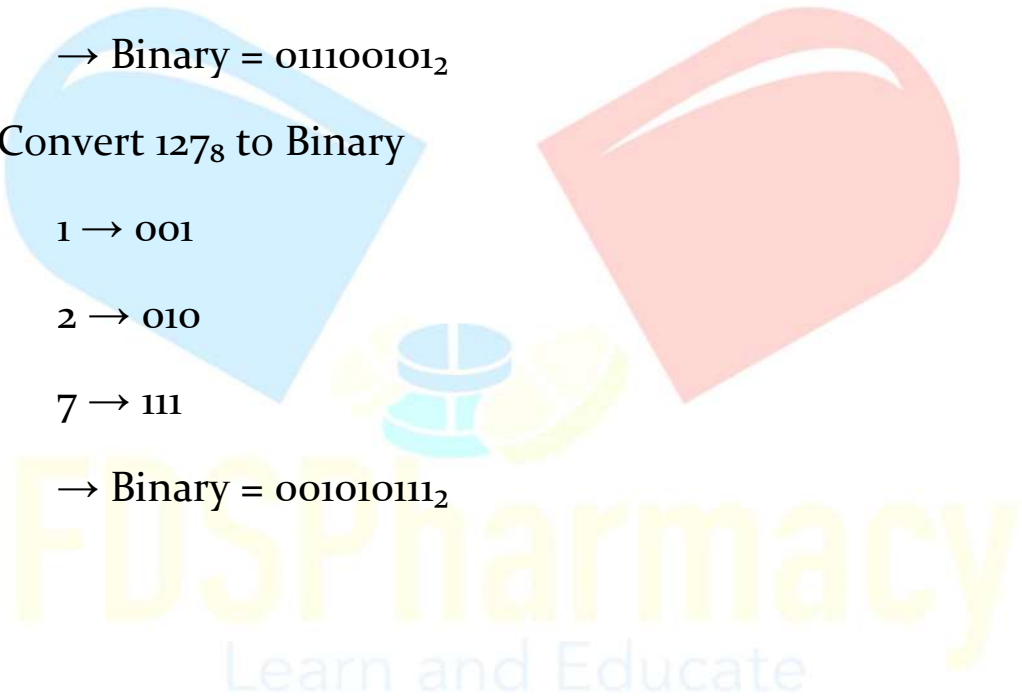 → Binary = 011100101₂
Convert 127₈ to Binary
1 → 001
2 → 010
7 → 111
→ Binary = 001010111₂
FDSPharmacy
Learn and Educate